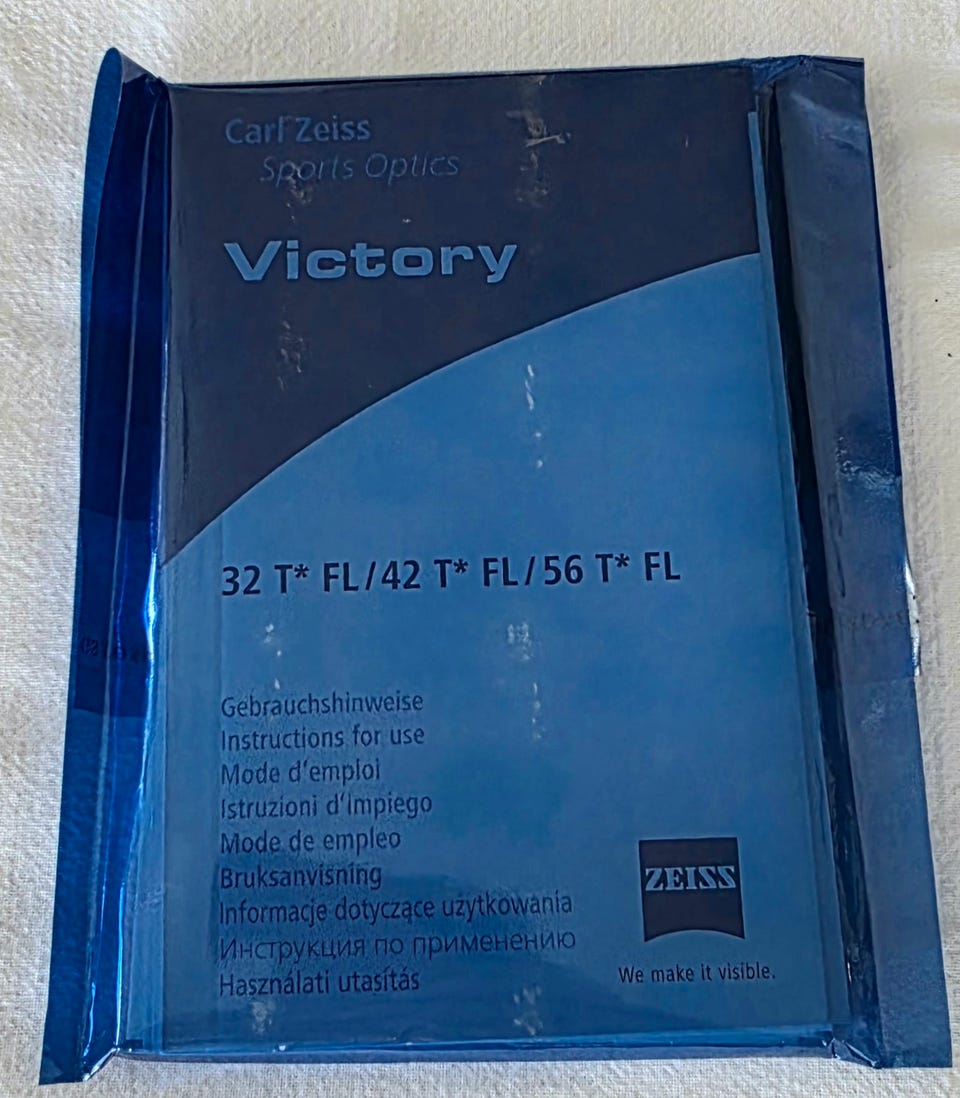 Carl Zeiss
Sports Optics
Victory
32 T* FL/42 T* FL/56 T* FL
Gebrauchshinweise
Instructions for use
Mode d'emploi
Istruzioni d'impiego
Mode de empleo
Bruksanvisning
Informacje dotyczące użytkowania
Инструкция по применению
Használati utasítás
ZEISS
We make it visible.